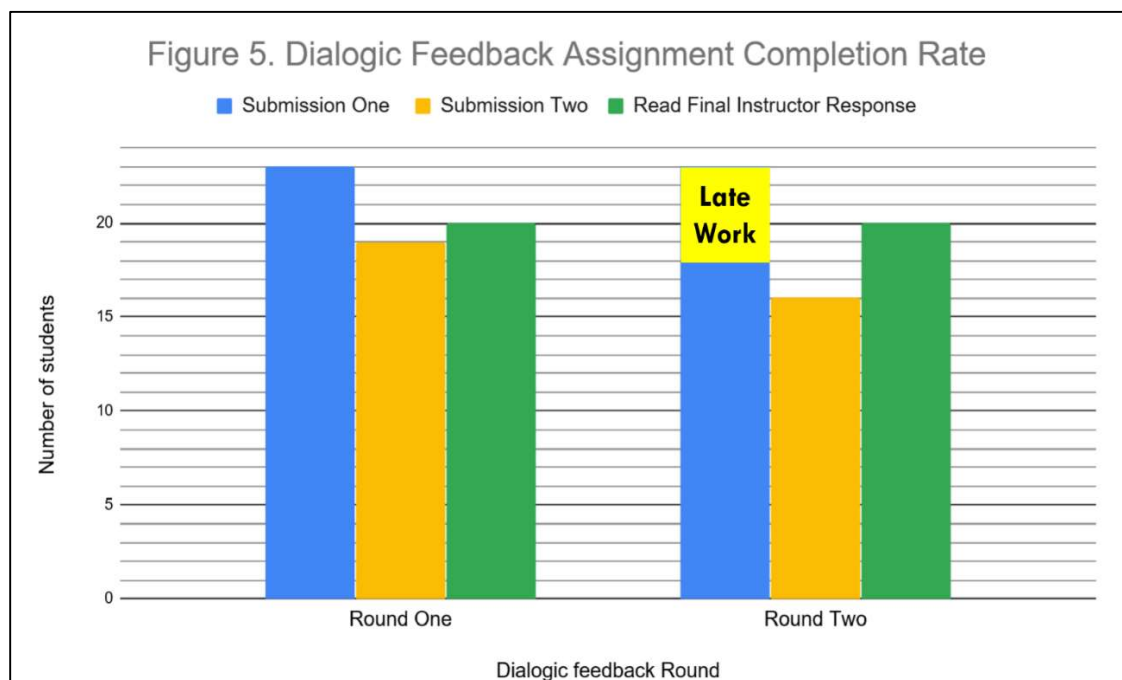 Figure 5. Dialogic Feedback Assignment Completion Rate
Submission One Submission Two Read Final Instructor Response
Late
Work
20
15
10
5
0
Number of students
Round One Round Two
Dialogic feedback Round